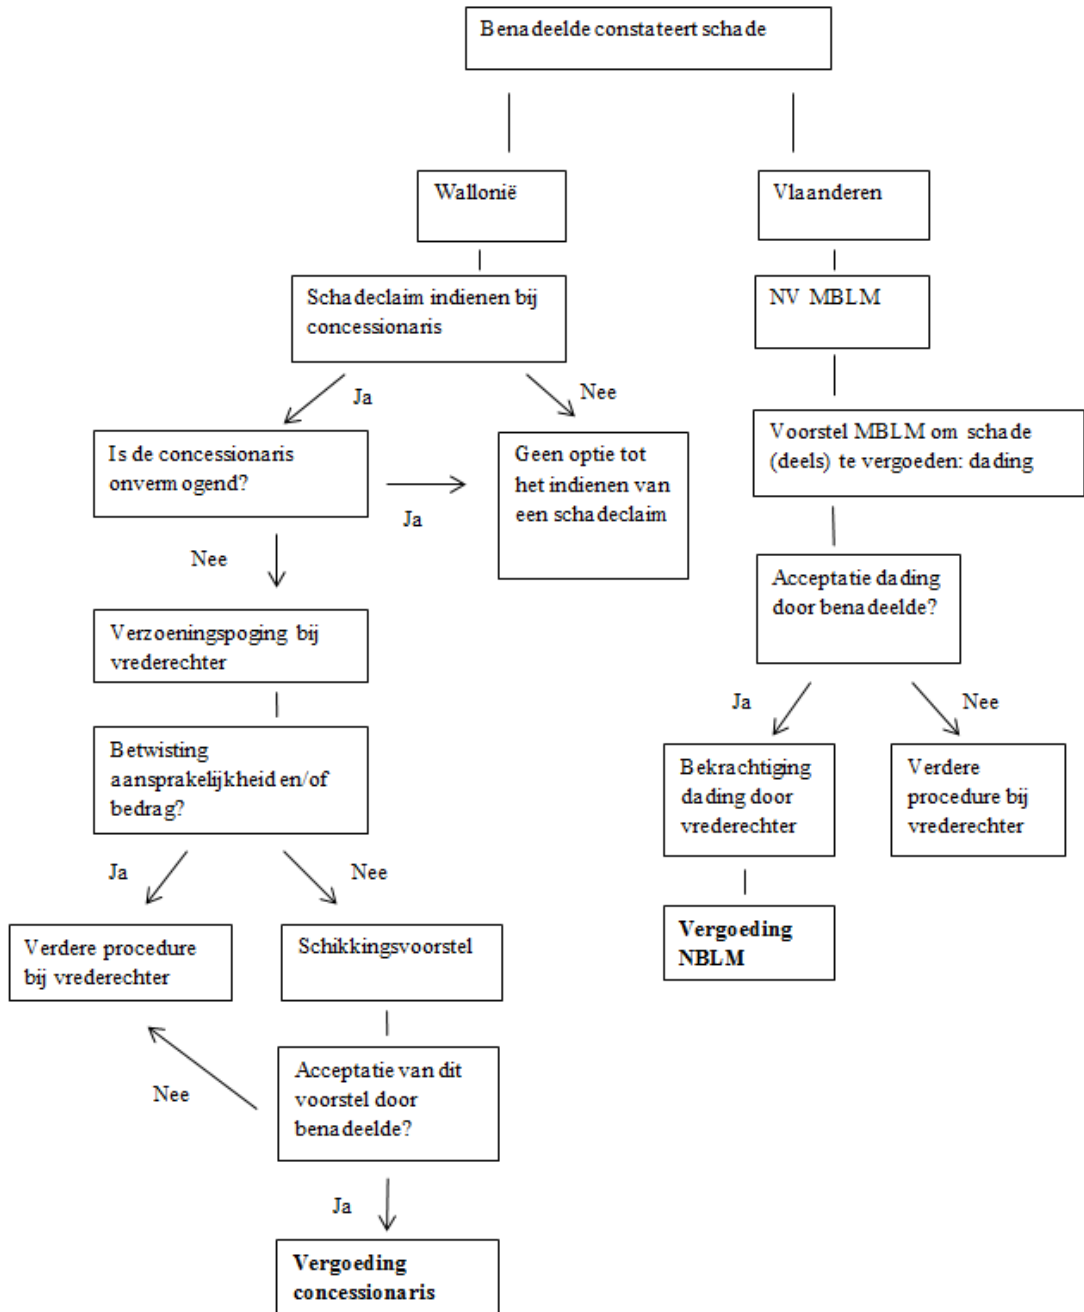 Benadeelde constateert schade
Wallonië
Vlaanderen
Schadeclaim indienen bij
concessionaris
NV MBLM
Ja
Nee
Is de concessionaris
onvermogend?
Ja
Geen optie tot
het indienen van
een schadeclaim
Voorstel MBLM om schade
(deels) te vergoeden: dading
Nee
Acceptatie dading
door benadeelde?
Verzoeningspoging bij
vrederechter
Ja
Nee
Betwisting
aansprakelijkheid en/of
bedrag?
Bekrachtiging
dading door
vrederechter
Verdere
procedure bij
vrederechter
Ja
Nee
Verdere procedure
bij vrederechter
Schikkingsvoorstel
Vergoeding
NBLM
Nee
Acceptatie van dit
voorstel door
benadeelde?
Ja
Vergoeding
concessionaris